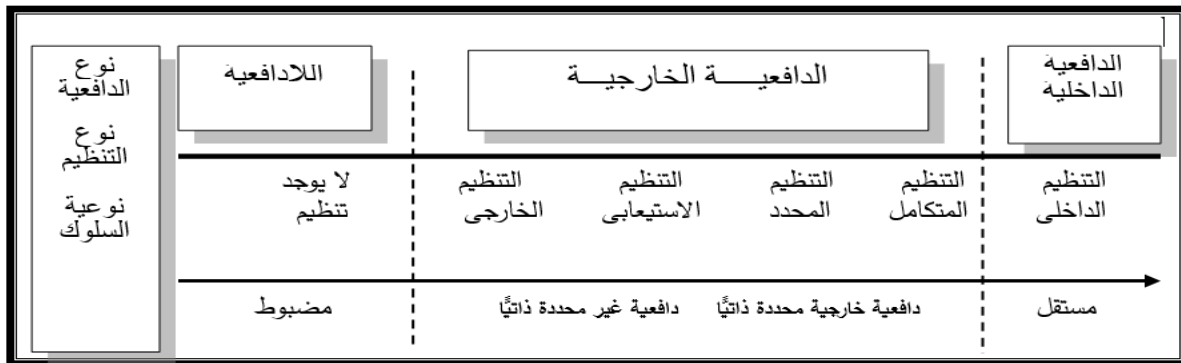 الدافعية
الداخلية
الدافعيـــــة الخارجيـــة
اللادافعية
نوع
الدافعية
نوع
التنظيم
نوعية
السلوك
التنظيم
الداخلى
التنظيم
المتكامل
التنظيم
المحدد
التنظيم
الاستيعابى
التنظيم
الخارجى
لا يوجد
تنظيم
مستقل
دافعية خارجية محددة ذاتيًّا
دافعية غير محددة ذاتيًّا
مضبوط